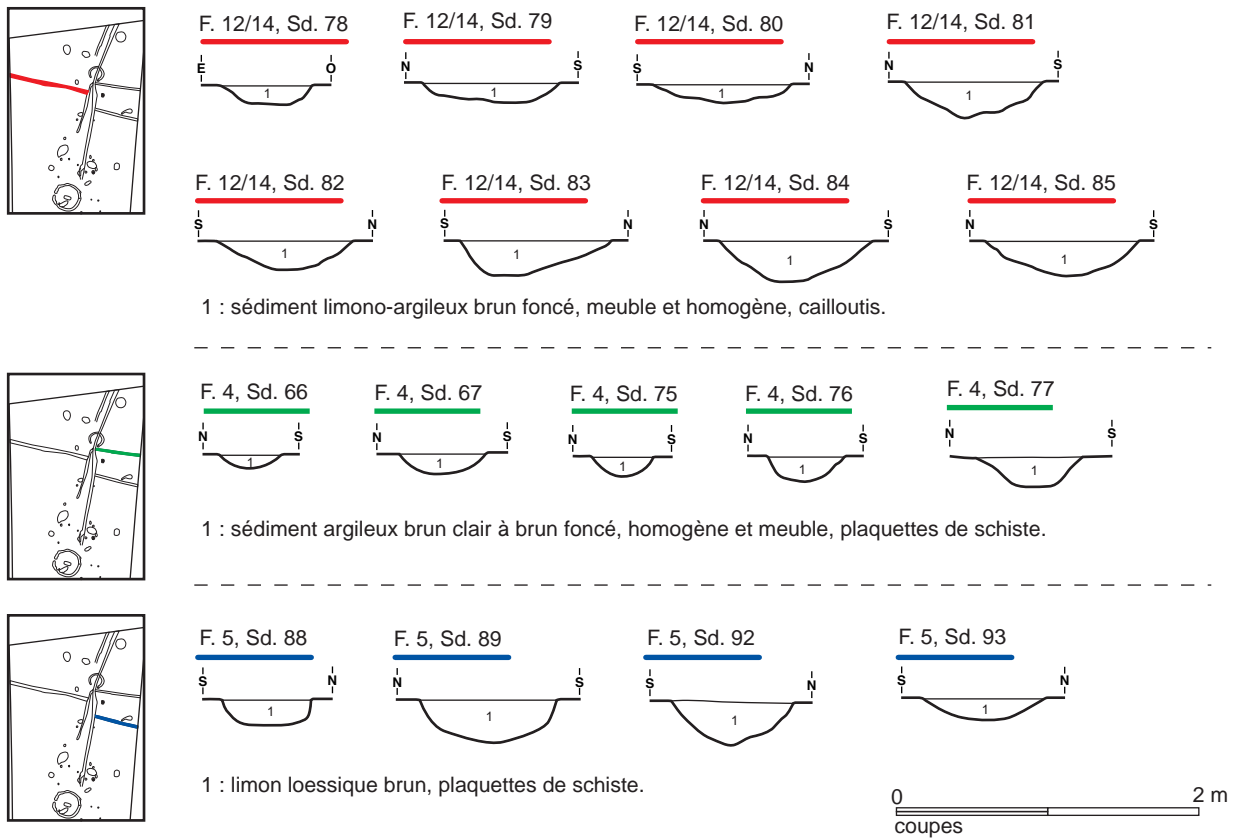 F. 12/14, Sd. 78 F. 12/14, Sd. 79 F. 12/14, Sd. 80 F. 12/14, Sd. 81
E O N S S N N S
1 1 1 1
F. 12/14, Sd. 82 F. 12/14, Sd. 83 F. 12/14, Sd. 84 F. 12/14, Sd. 85
S N S N N S N S
1 1 1 1
1 : sédiment limono-argileux brun foncé, meuble et homogène, cailloutis.
F. 4, Sd. 66 F. 4, Sd. 67 F. 4, Sd. 75 F. 4, Sd. 76 F. 4, Sd. 77
N S N S N S N S N S
1 1 1 1 1
1 : sédiment argileux brun clair à brun foncé, homogène et meuble, plaquettes de schiste.
F. 5, Sd. 88 F. 5, Sd. 89 F. 5, Sd. 92 F. 5, Sd. 93
S N N S S N S N
1 1 1 1
1 : limon loessique brun, plaquettes de schiste.
0 2 m
coupes